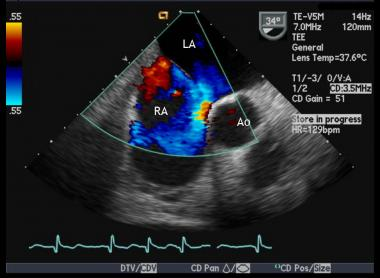 .55
.55
34°
TE-V5M 14Hz
7.0MHz 120mm
TEE
General
Lens Temp=37.6°C
T1/-3/ 0/V:A
1/2 CD:3.5MHz
CD Gain = 51
Store in progress
HR=129bpm
LA
RA
Ao
DTV/CDV CD Pan CD Pos/Size